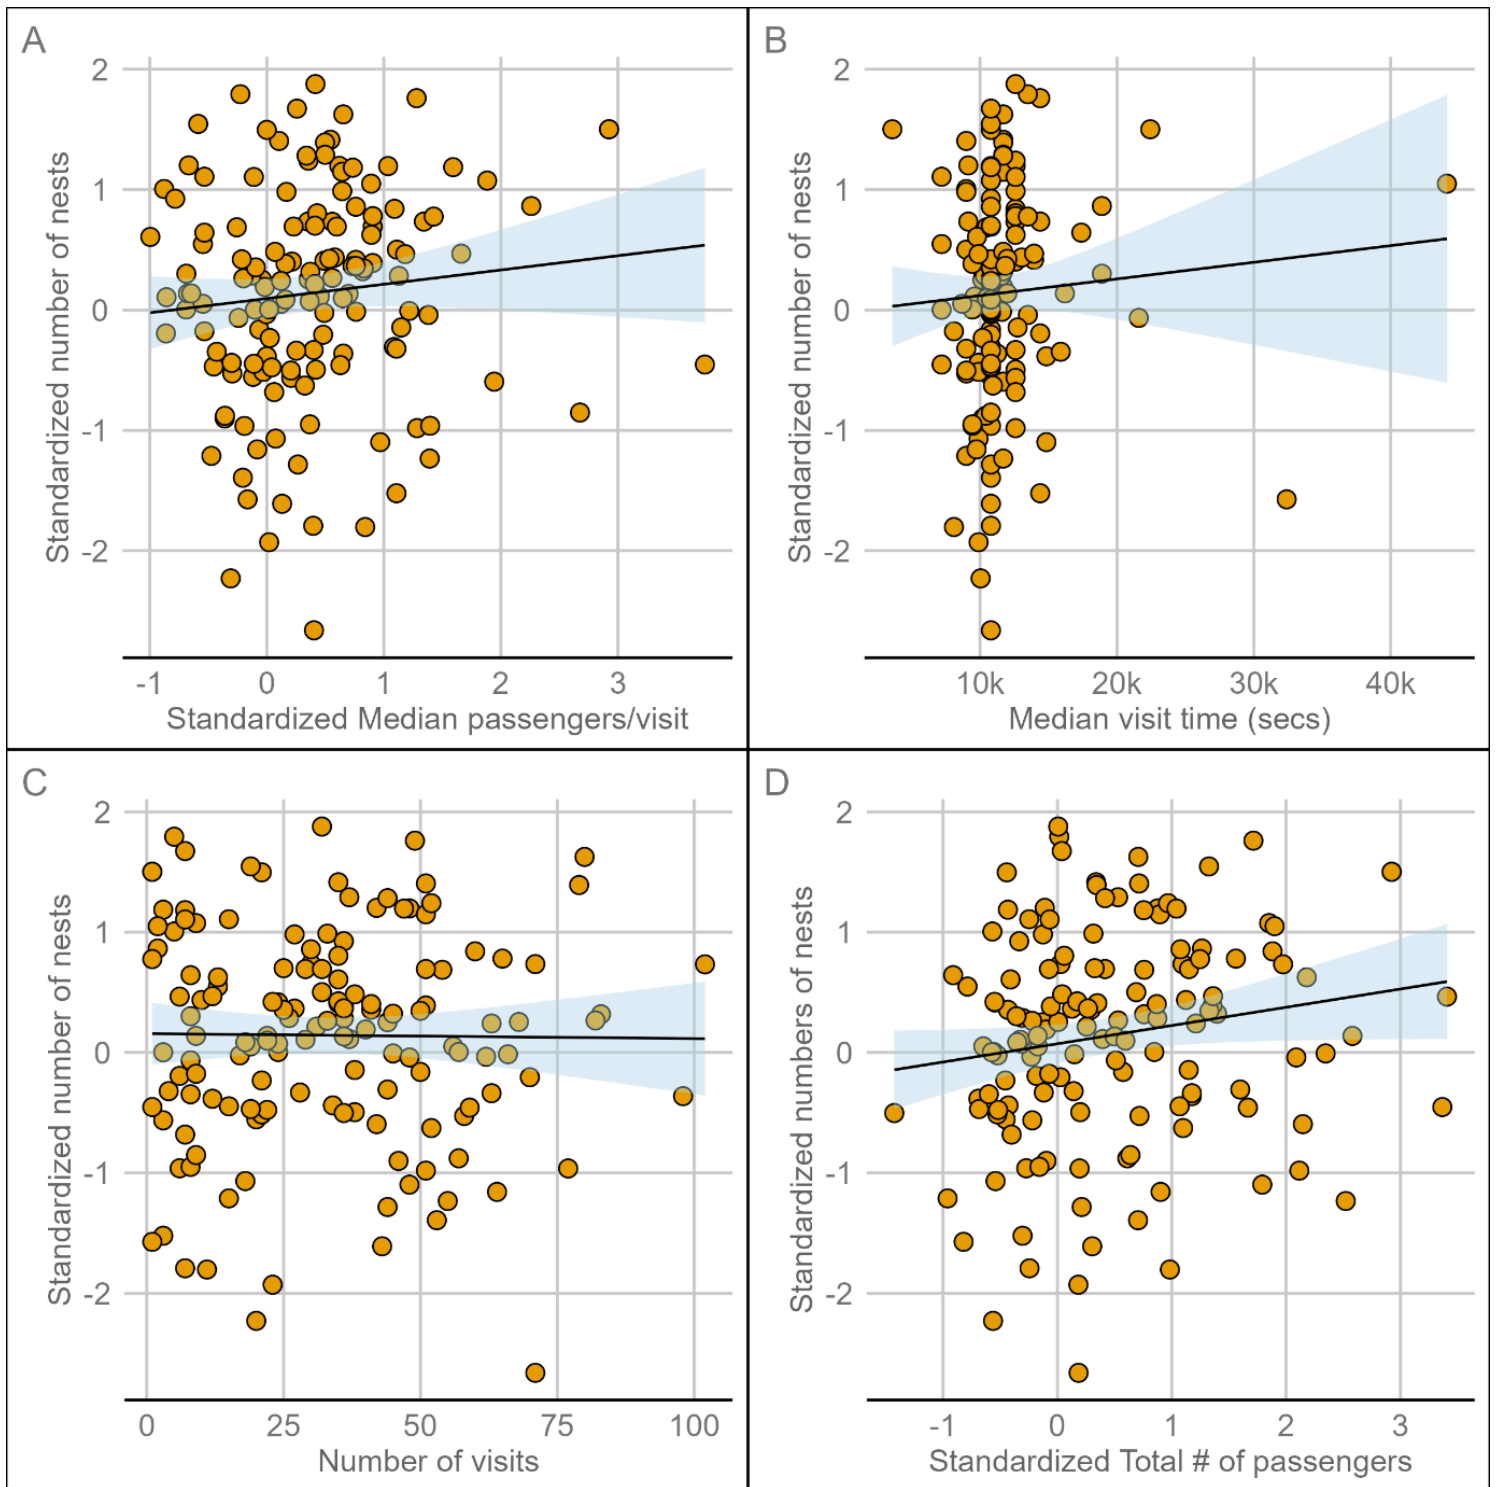 A
2
1
0
-1
-2
Standardized number of nests
-1 0 1 2 3
Standardized Median passengers/visit
B
2
1
0
-1
-2
Standardized number of nests
10k 20k 30k 40k
Median visit time (secs)
C
2
1
0
-1
-2
Standardized number of nests
0 25 50 75 100
Number of visits
D
2
1
0
-1
-2
Standardized numbers of nests
-1 0 1 2 3
Standardized Total # of passengers